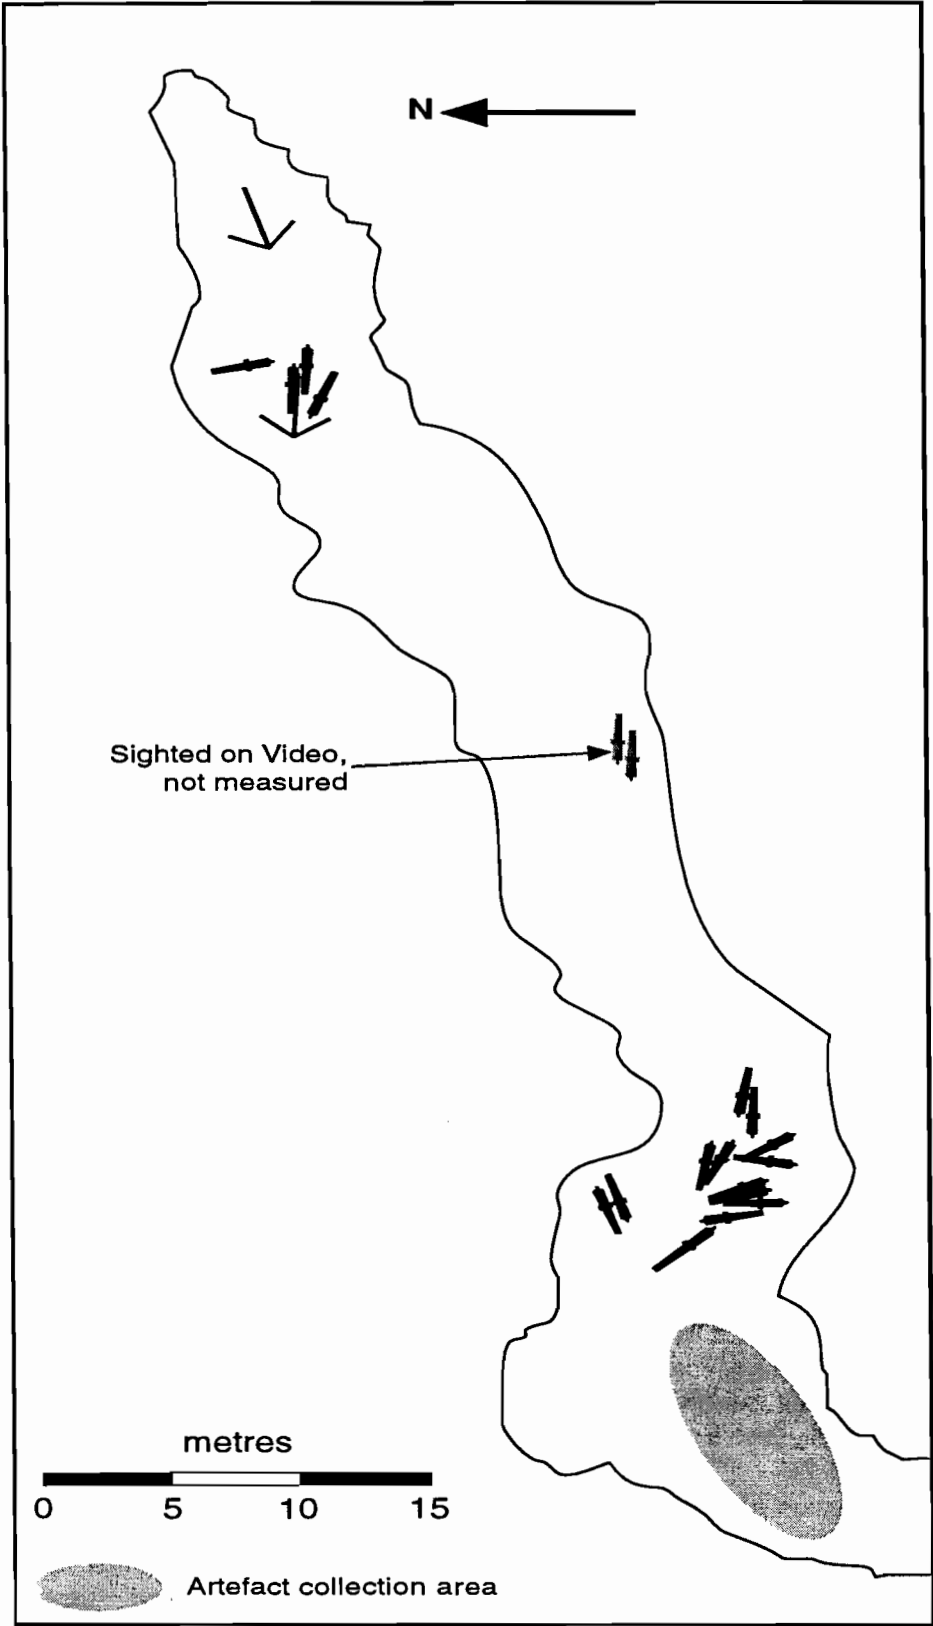 N
Sighted on Video,
not measured
metres
0 5 10 15
Artefact collection area